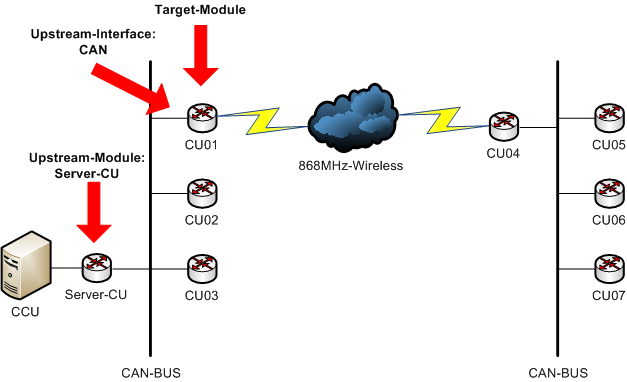 Target-Module
Upstream-Interface:
CAN
CU01
868MHz-Wireless
CU04
CU05
Upstream-Module:
Server-CU
CU02
CU06
CCU
Server-CU
CU03
CU07
CAN-BUS
CAN-BUS